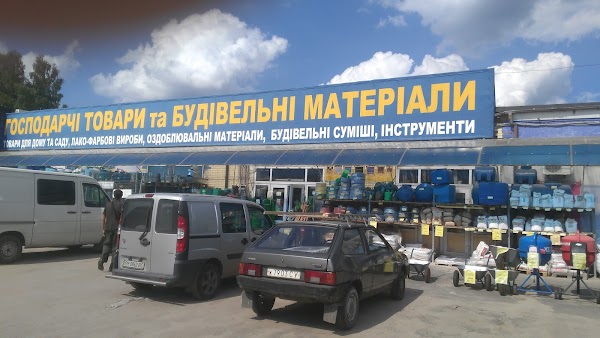 ГОСПОДАРЧІ ТОВАРИ та БУДІВЕЛЬНІ МАТЕРІАЛИ
ТОВАРИ ДЛЯ ДОМУ ТА САДУ, ЛАКО-ФАРБОВІ ВИРОБИ, ОЗДОБЛЮВАЛЬНІ МАТЕРІАЛИ, БУДІВЕЛЬНІ СУМІШІ, ІНСТРУМЕНТИ